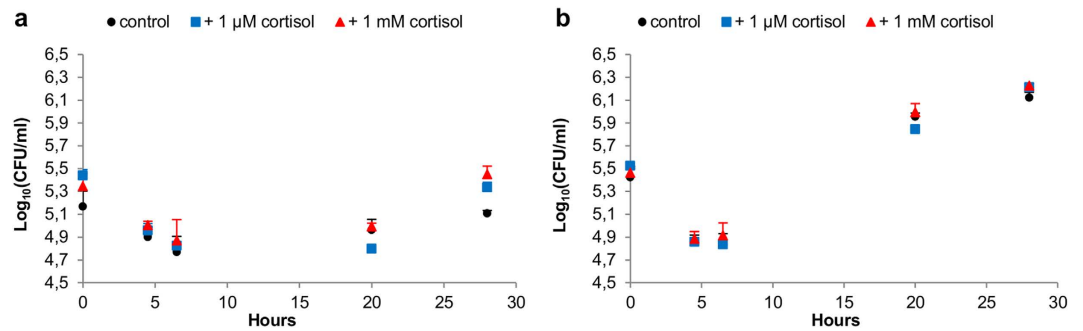 a
control + 1 µM cortisol + 1 mM cortisol
6,5
6,3
6,1
5,9
5,7
5,5
5,3
5,1
4,9
4,7
4,5
Log₁₀(CFU/ml)
0 5 10 15 20 25 30
Hours
b
control + 1 µM cortisol + 1 mM cortisol
6,5
6,3
6,1
5,9
5,7
5,5
5,3
5,1
4,9
4,7
4,5
Log₁₀(CFU/ml)
0 5 10 15 20 25 30
Hours